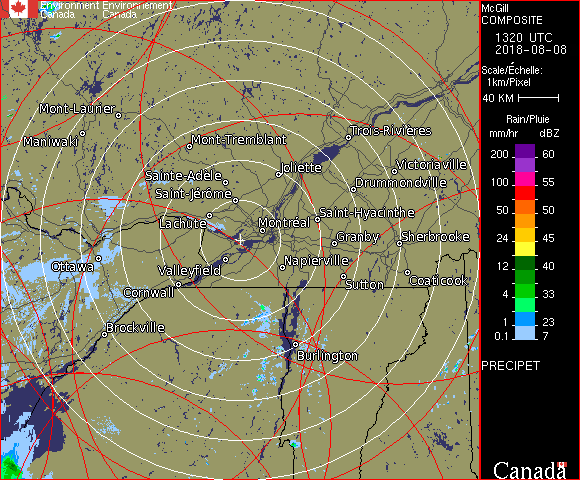 Environment Environnement
Canada Canada
McGill
COMPOSITE
1320 UTC
2018-08-08
Scale/Échelle:
1km/Pixel
40 KM
Rain/Pluie
mm/hr dBZ
200 60
100 55
50 50
24 45
12 40
4 33
1 23
0.1 7
PRECIPET
Canada
Mont-Laurier
Maniwaki
Mont-Tremblant
Trois-Rivières
Joliette
Victoriaville
Sainte-Adèle
Drummondville
Saint-Jérôme
Lachute
Saint-Hyacinthe
Montréal
Granby
Sherbrooke
Ottawa
Valleyfield
Napierville
Cornwall
Sutton
Coaticook
Brockville
Burlington